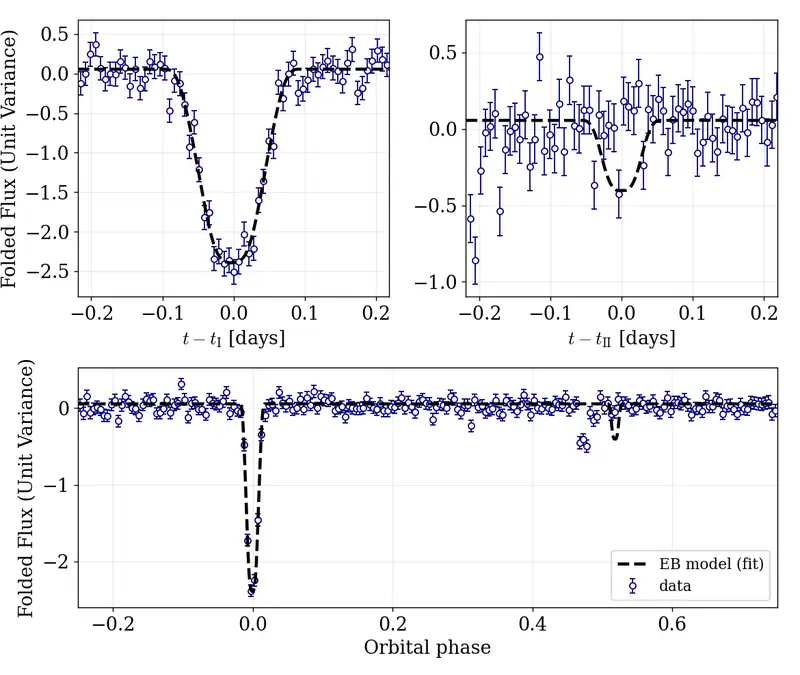 Folded Flux (Unit Variance)
0.5
0.0
−0.5
−1.0
−1.5
−2.0
−2.5
−0.2 −0.1 0.0 0.1 0.2
t − t_I [days]
0.5
0.0
−0.5
−1.0
−0.2 −0.1 0.0 0.1 0.2
t − t_II [days]
Folded Flux (Unit Variance)
0
−1
−2
EB model (fit)
data
−0.2 0.0 0.2 0.4 0.6
Orbital phase